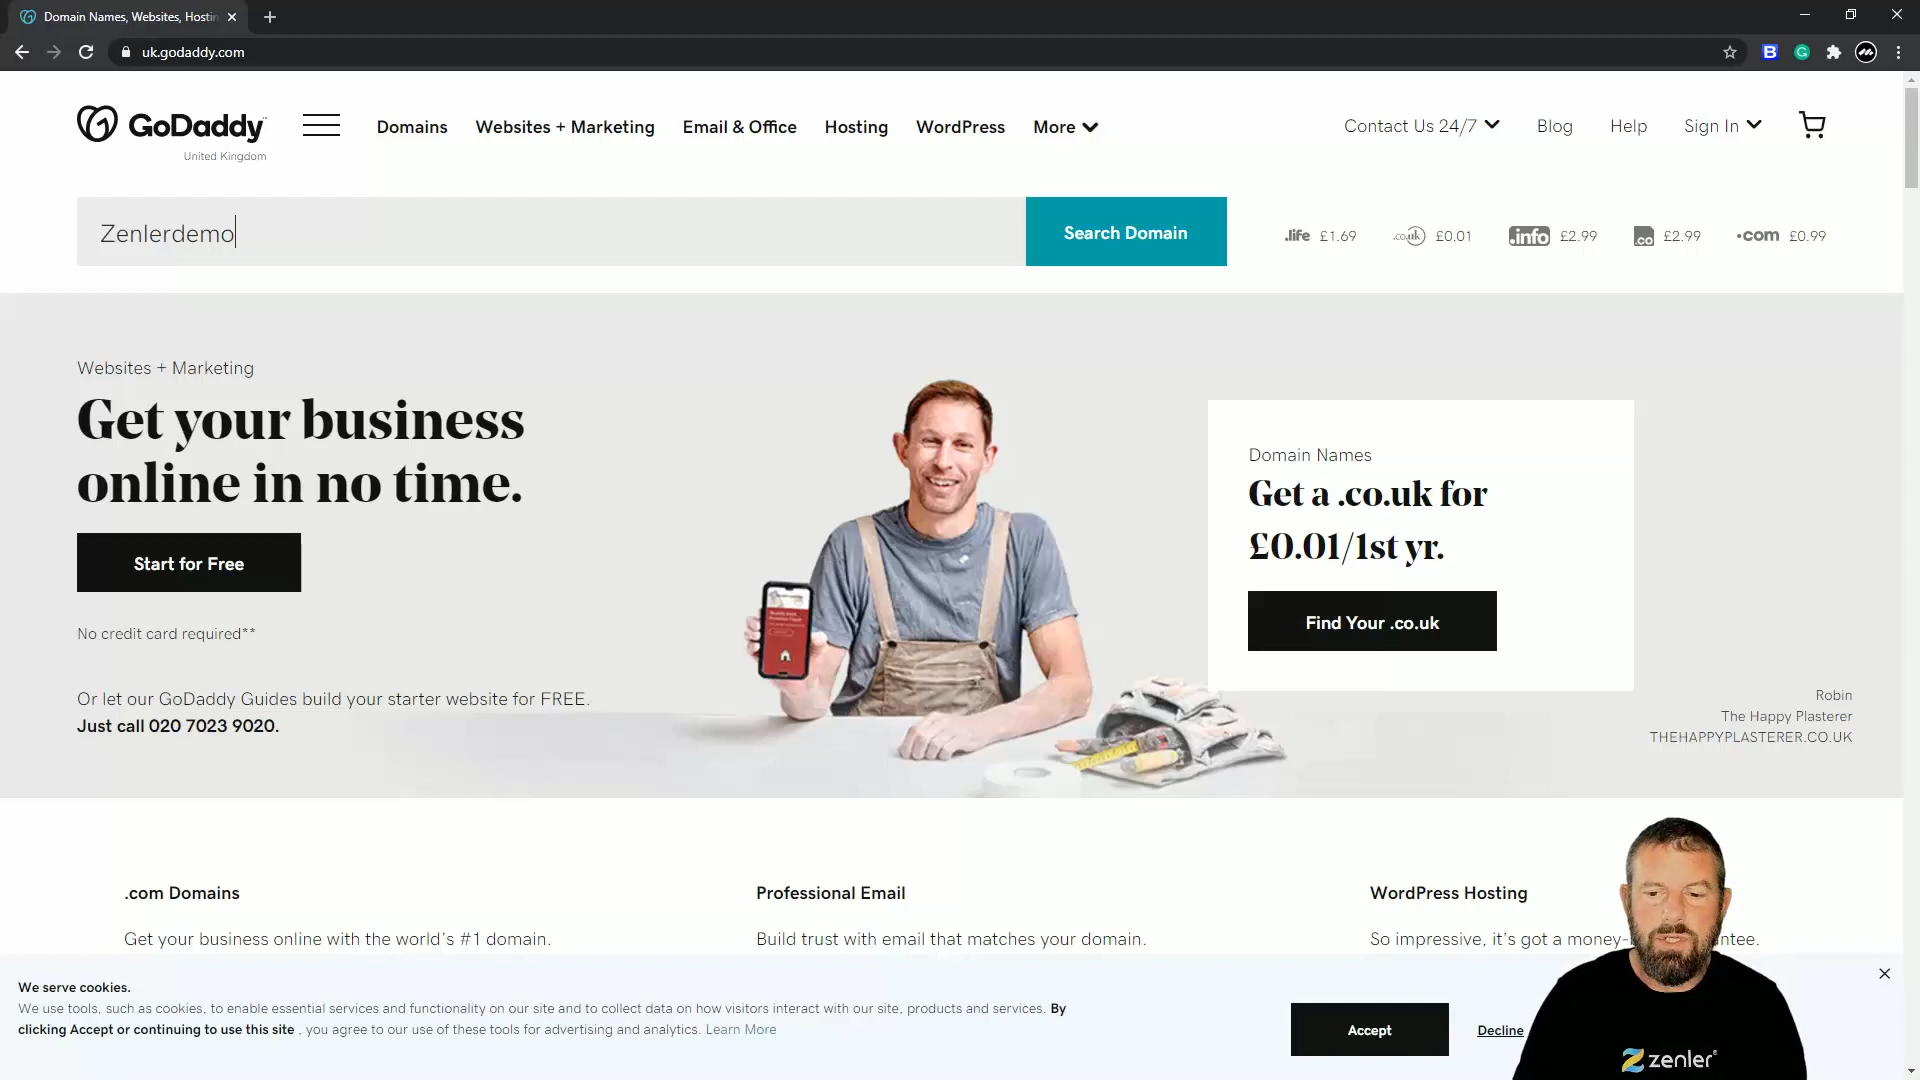 Domain Names, Websites, Hostin
uk.godaddy.com
GoDaddy
United Kingdom
Domains
Websites + Marketing
Email & Office
Hosting
WordPress
More
Contact Us 24/7
Blog
Help
Sign In
Zenlerdemo
Search Domain
.life £1.69
.co.uk £0.01
.info £2.99
.co £2.99
.com £0.99
Websites + Marketing
Get your business
online in no time.
Start for Free
No credit card required**
Or let our GoDaddy Guides build your starter website for FREE.
Just call 020 7023 9020.
Domain Names
Get a .co.uk for
£0.01/1st yr.
Find Your .co.uk
Robin
The Happy Plasterer
THEHAPPYPLASTERER.CO.UK
.com Domains
Get your business online with the world's #1 domain.
Professional Email
Build trust with email that matches your domain.
WordPress Hosting
So impressive, it's got a money-
We serve cookies.
We use tools, such as cookies, to enable essential services and functionality on our site and to collect data on how visitors interact with our site, products and services. By
clicking Accept or continuing to use this site , you agree to our use of these tools for advertising and analytics. Learn More
Accept
Decline
zenler